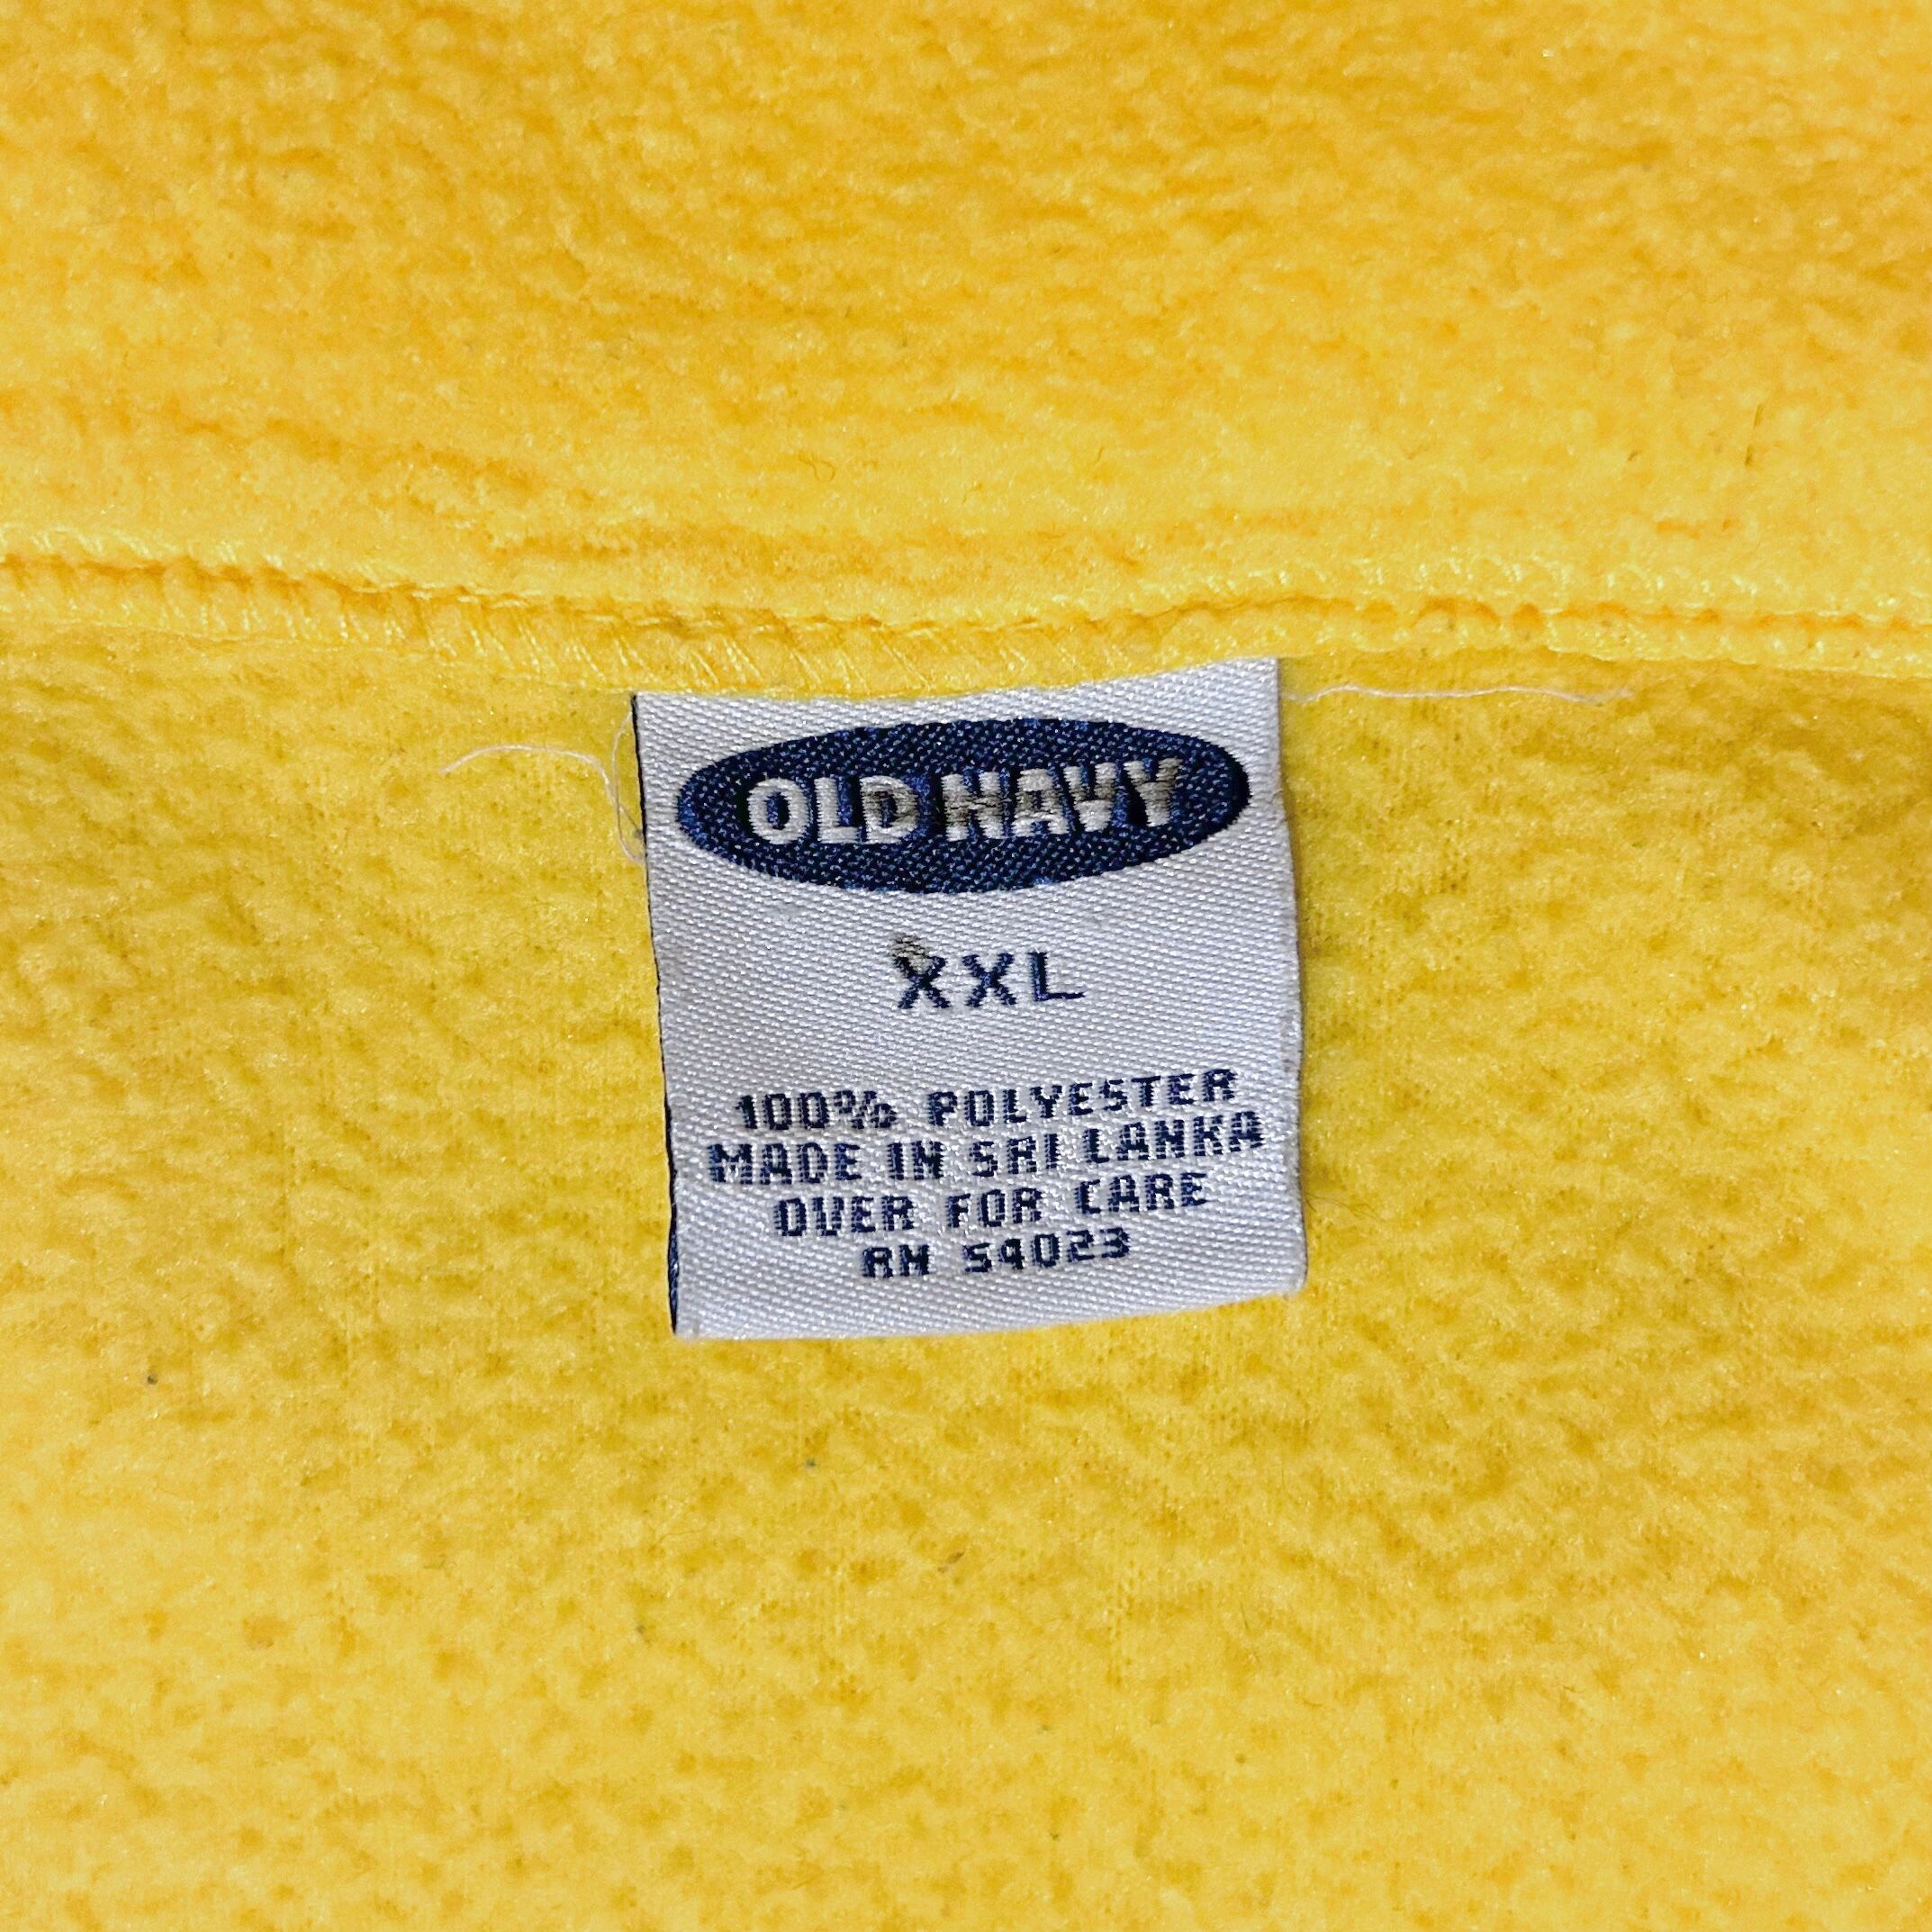 OLD NAVY
XXL
100% POLYESTER
MADE IN SRI LANKA
OVER FOR CARE
RN 54023